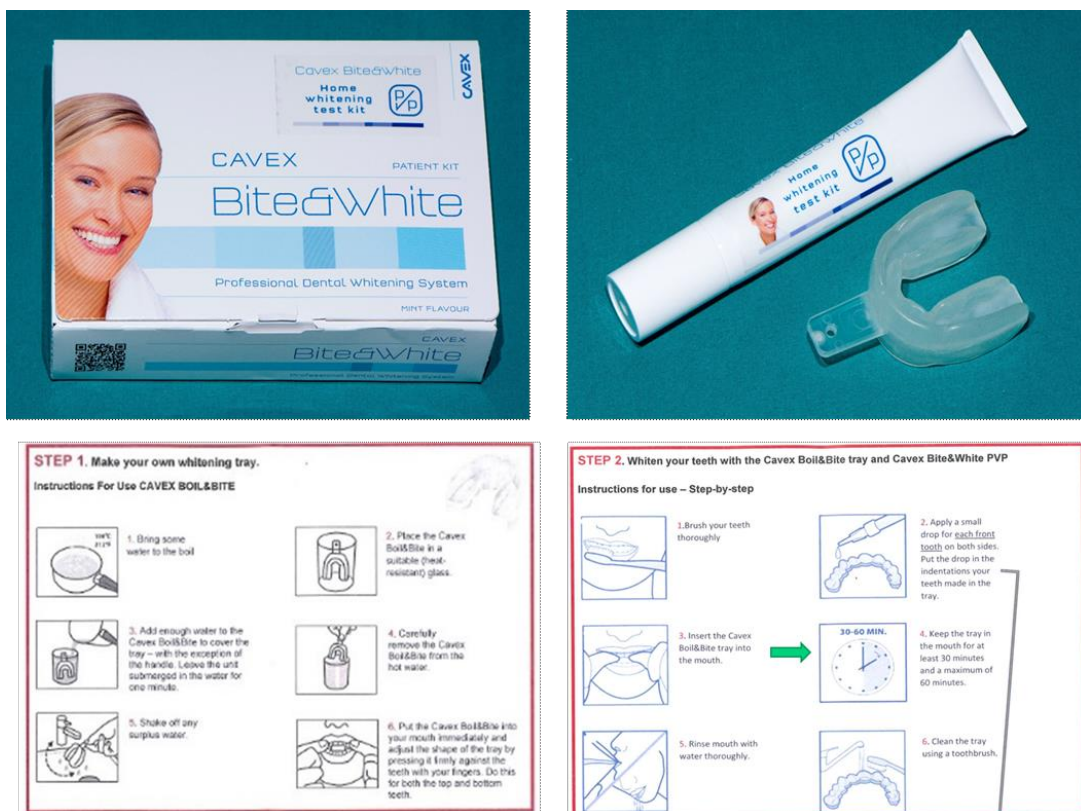 Cavex Bite&White
Home
whitening
test kit
P/P
CAVEX
CAVEX
PATIENT KIT
Bite&White
Professional Dental Whitening System
MINT FLAVOUR
CAVEX
Bite&White
Professional Dental Whitening System
Bite&White
Home
whitening
test kit
P/P
STEP 1. Make your own whitening tray.
Instructions For Use CAVEX BOIL&BITE
100°C
212°F
1. Bring some
water to the boil
2. Place the Cavex
Boil&Bite in a
suitable (heat-
resistant) glass.
3. Add enough water to the
Cavex Boil&Bite to cover the
tray – with the exception of
the handle. Leave the unit
submerged in the water for
one minute.
4. Carefully
remove the Cavex
Boil&Bite from the
hot water.
5. Shake off any
surplus water.
6. Put the Cavex Boil&Bite into
your mouth immediately and
adjust the shape of the tray by
pressing it firmly against the
teeth with your fingers. Do this
for both the top and bottom
teeth.
STEP 2. Whiten your teeth with the Cavex Boil&Bite tray and Cavex Bite&White PVP
Instructions for use – Step-by-step
1.Brush your teeth
thoroughly
2. Apply a small
drop for each front
tooth on both sides.
Put the drop in the
indentations your
teeth made in the
tray.
3. Insert the Cavex
Boil&Bite tray into
the mouth.
30-60 MIN.
4. Keep the tray in
the mouth for at
least 30 minutes
and a maximum of
60 minutes.
5. Rinse mouth with
water thoroughly.
6. Clean the tray
using a toothbrush.